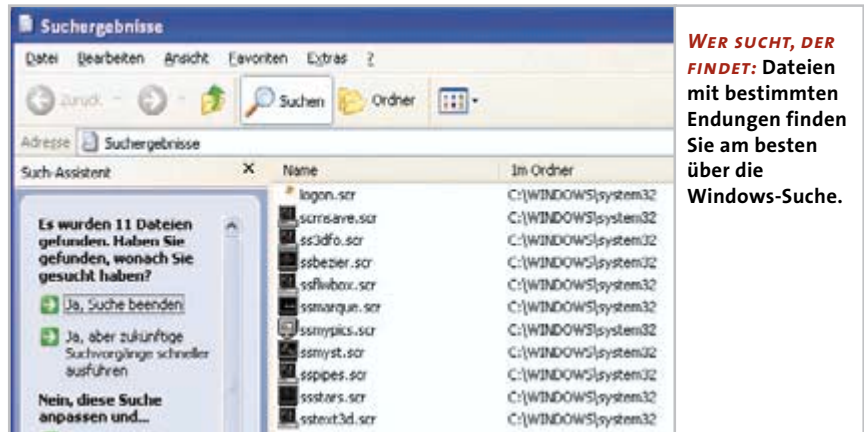 Suchergebnisse
Datei Bearbeiten Ansicht Favoriten Extras ?
Zurück Suchen Ordner
Adresse Suchergebnisse
Such-Assistent X
Es wurden 11 Dateien
gefunden. Haben Sie
gefunden, wonach Sie
gesucht haben?
Ja, Suche beenden
Ja, aber zukünftige
Suchvorgänge schneller
ausführen
Nein, diese Suche
anpassen und...
Name Im Ordner
logon.scr C:\WINDOWS\system32
scrnsave.scr C:\WINDOWS\system32
ss3dfo.scr C:\WINDOWS\system32
ssbezier.scr C:\WINDOWS\system32
ssflwbox.scr C:\WINDOWS\system32
ssmarque.scr C:\WINDOWS\system32
ssmypics.scr C:\WINDOWS\system32
ssmyst.scr C:\WINDOWS\system32
sspipes.scr C:\WINDOWS\system32
ssstars.scr C:\WINDOWS\system32
sstext3d.scr C:\WINDOWS\system32
WER SUCHT, DER
FINDET: Dateien
mit bestimmten
Endungen finden
Sie am besten
über die
Windows-Suche.